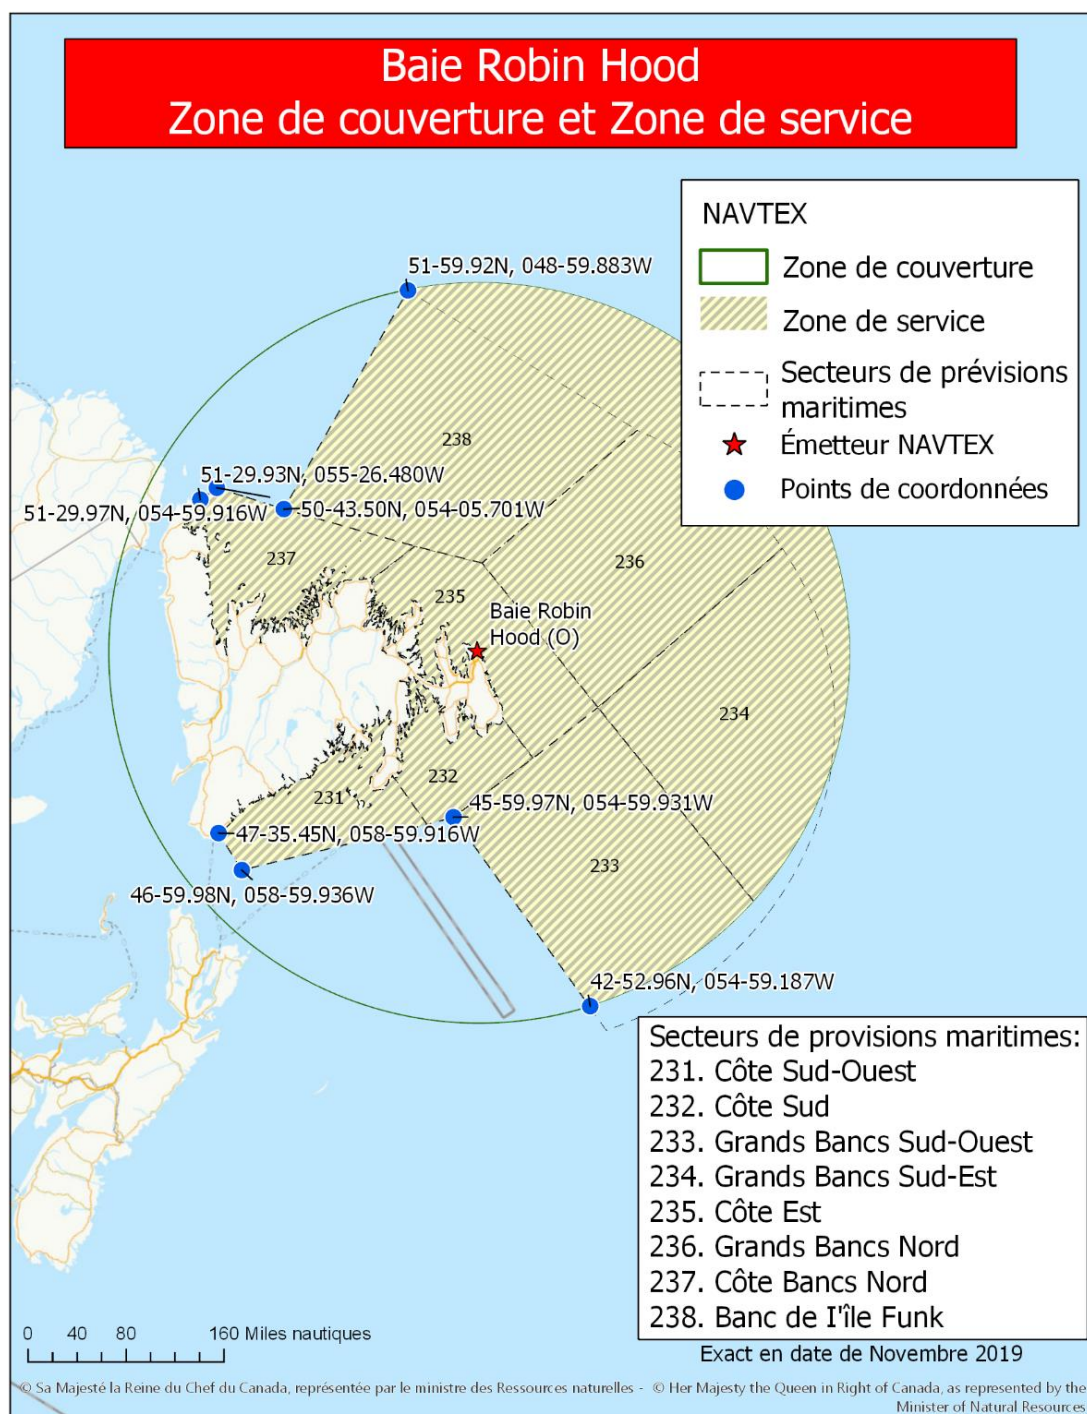 Baie Robin Hood
Zone de couverture et Zone de service
NAVTEX
Zone de couverture
Zone de service
Secteurs de prévisions
maritimes
Émetteur NAVTEX
Points de coordonnées
51-59.92N, 048-59.883W
238
51-29.93N, 055-26.480W
51-29.97N, 054-59.916W
50-43.50N, 054-05.701W
237
236
235
Baie Robin
Hood (O)
234
232
231
45-59.97N, 054-59.931W
47-35.45N, 058-59.916W
233
46-59.98N, 058-59.936W
42-52.96N, 054-59.187W
Secteurs de provisions maritimes:
231. Côte Sud-Ouest
232. Côte Sud
233. Grands Bancs Sud-Ouest
234. Grands Bancs Sud-Est
235. Côte Est
236. Grands Bancs Nord
237. Côte Bancs Nord
238. Banc de I'île Funk
0 40 80 160 Miles nautiques
Exact en date de Novembre 2019
© Sa Majesté la Reine du Chef du Canada, représentée par le ministre des Ressources naturelles - © Her Majesty the Queen in Right of Canada, as represented by the
Minister of Natural Resources